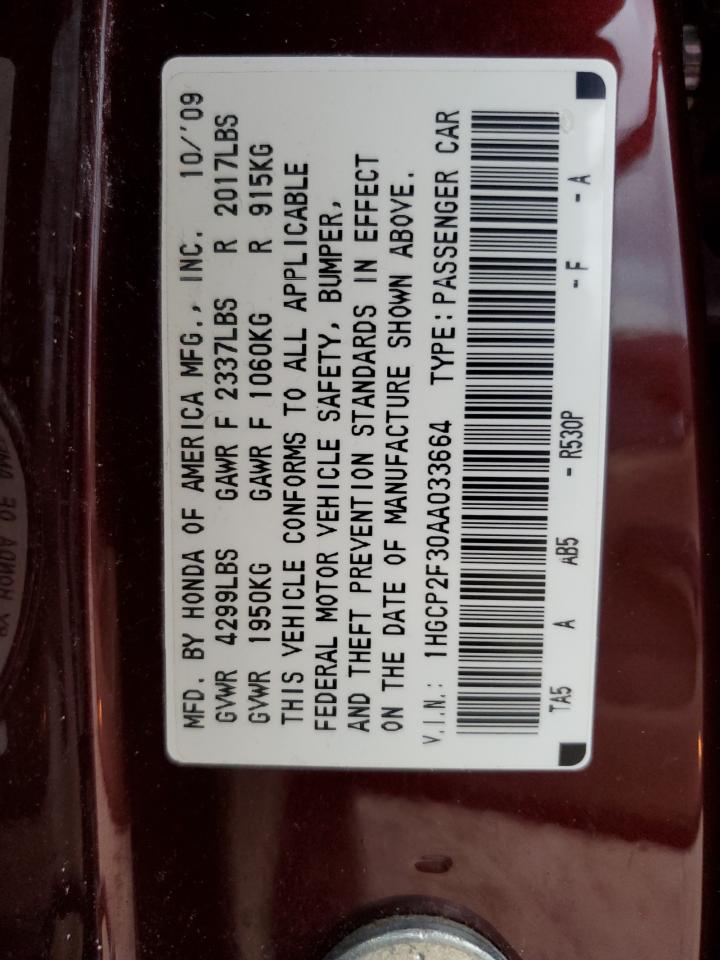 MFD. BY HONDA OF AMERICA MFG., INC. 10/'09
GVWR 4299LBS GAWR F 2337LBS R 2017LBS
GVWR 1950KG GAWR F 1060KG R 915KG
THIS VEHICLE CONFORMS TO ALL APPLICABLE
FEDERAL MOTOR VEHICLE SAFETY, BUMPER,
AND THEFT PREVENTION STANDARDS IN EFFECT
ON THE DATE OF MANUFACTURE SHOWN ABOVE.
V.I.N.: 1HGCP2F30AA033664 TYPE:PASSENGER CAR
TA5 A AB5 - R530P - F - A